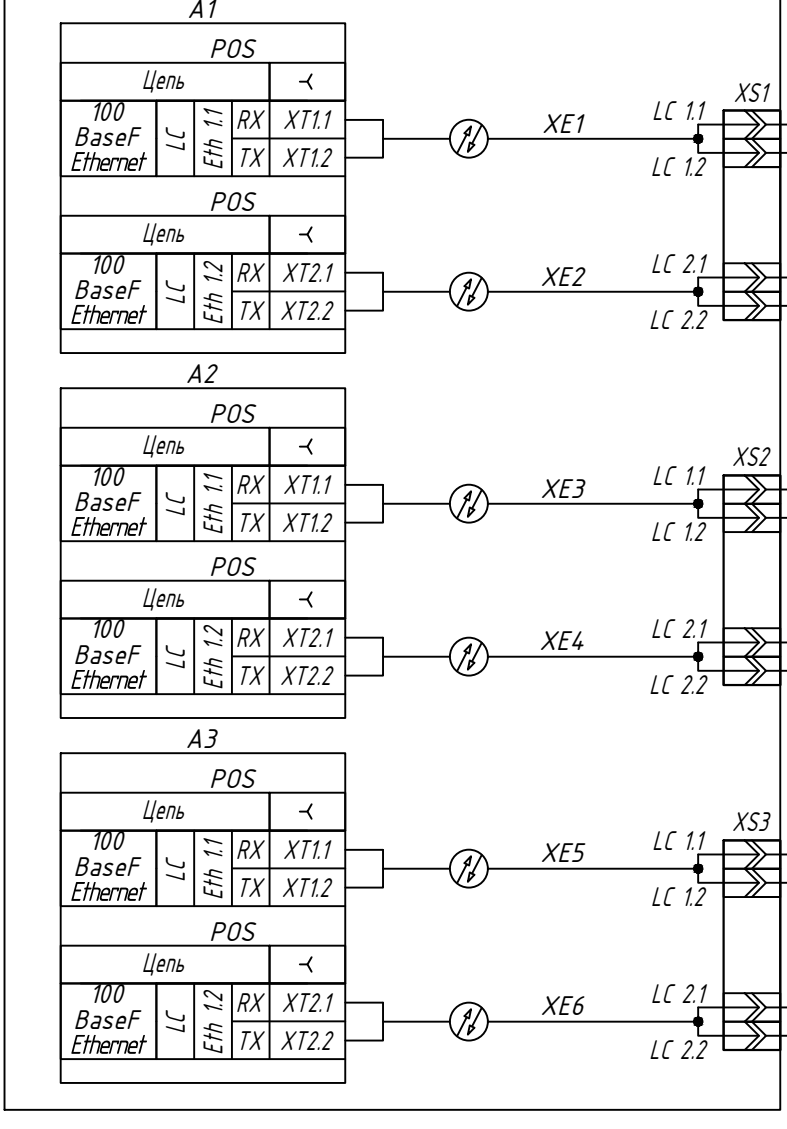 A1
POS
Цепь
100 BaseF Ethernet
LC
Eth 1.1
RX XT1.1
TX XT1.2
XE1
LC 1.1
LC 1.2
XS1
POS
Цепь
100 BaseF Ethernet
LC
Eth 1.2
RX XT2.1
TX XT2.2
XE2
LC 2.1
LC 2.2
A2
POS
Цепь
100 BaseF Ethernet
LC
Eth 1.1
RX XT1.1
TX XT1.2
XE3
LC 1.1
LC 1.2
XS2
POS
Цепь
100 BaseF Ethernet
LC
Eth 1.2
RX XT2.1
TX XT2.2
XE4
LC 2.1
LC 2.2
A3
POS
Цепь
100 BaseF Ethernet
LC
Eth 1.1
RX XT1.1
TX XT1.2
XE5
LC 1.1
LC 1.2
XS3
POS
Цепь
100 BaseF Ethernet
LC
Eth 1.2
RX XT2.1
TX XT2.2
XE6
LC 2.1
LC 2.2